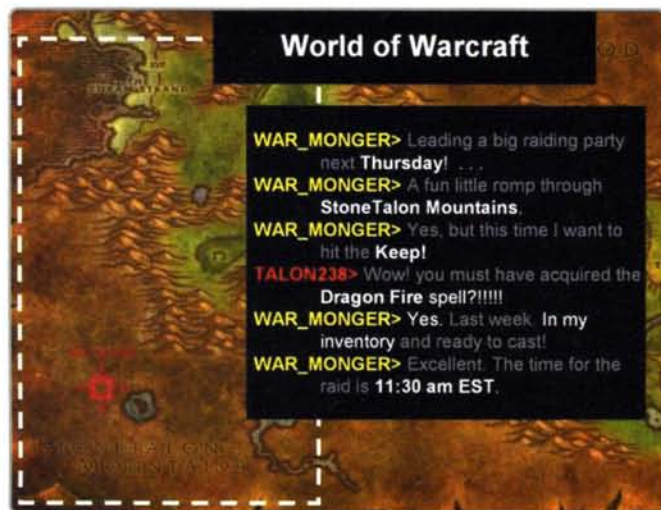 World of Warcraft
WAR_MONGER> Leading a big raiding party
next Thursday! ...
WAR_MONGER> A fun little romp through
StoneTalon Mountains.
WAR_MONGER> Yes, but this time I want to
hit the Keep!
TALON238> Wow! you must have acquired the
Dragon Fire spell?!!!!!
WAR_MONGER> Yes. Last week. In my
inventory and ready to cast!
WAR_MONGER> Excellent. The time for the
raid is 11:30 am EST.